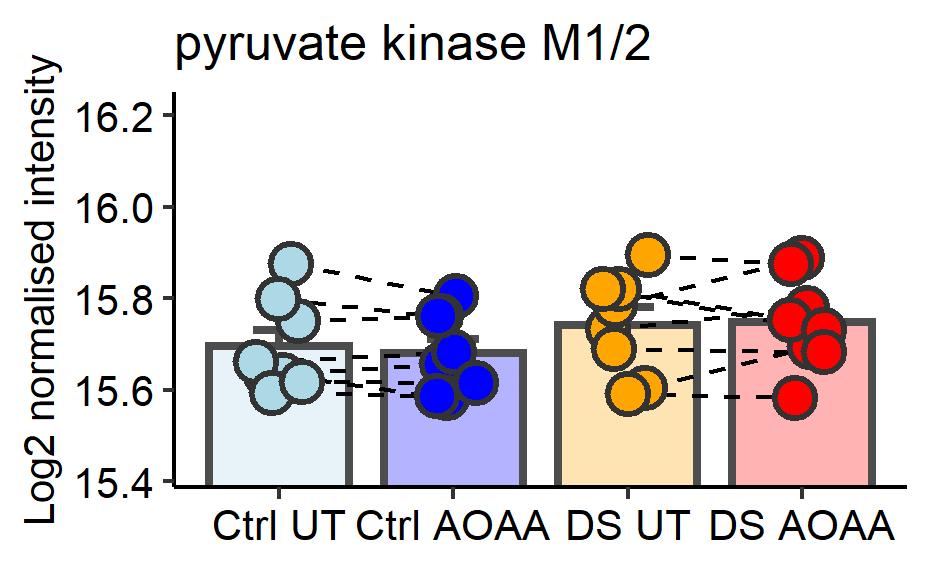 pyruvate kinase M1/2
Log2 normalised intensity
16.2
16.0
15.8
15.6
15.4
Ctrl UT Ctrl AOAA DS UT DS AOAA